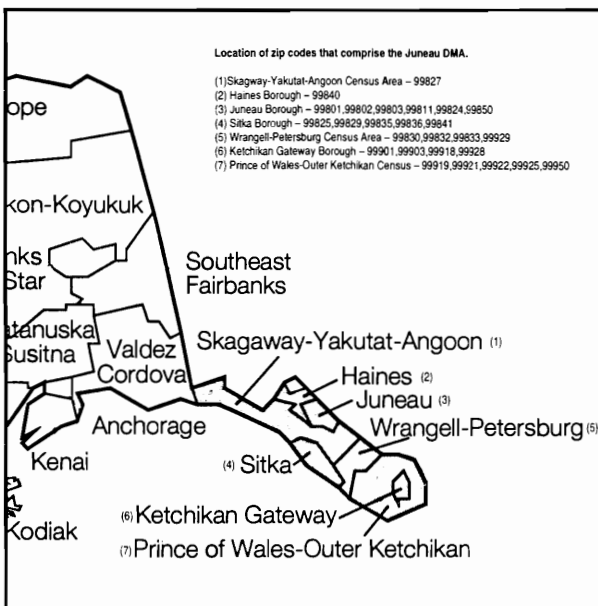 Location of zip codes that comprise the Juneau DMA.
(1)Skagway-Yakutat-Angoon Census Area – 99827
(2) Haines Borough – 99840
(3) Juneau Borough – 99801,99802,99803,99811,99824,99850
(4) Sitka Borough – 99825,99829,99835,99836,99841
(5) Wrangell-Petersburg Census Area – 99830,99832,99833,99929
(6) Ketchikan Gateway Borough – 99901,99903,99918,99928
(7) Prince of Wales-Outer Ketchikan Census – 99919,99921,99922,99925,99950
ope
kon-Koyukuk
nks
Star
Southeast
Fairbanks
atanuska
Susitna
Valdez
Cordova
Skagaway-Yakutat-Angoon (1)
Haines (2)
Juneau (3)
Anchorage
Wrangell-Petersburg (5)
Kenai
(4) Sitka
(6) Ketchikan Gateway
Kodiak
(7) Prince of Wales-Outer Ketchikan